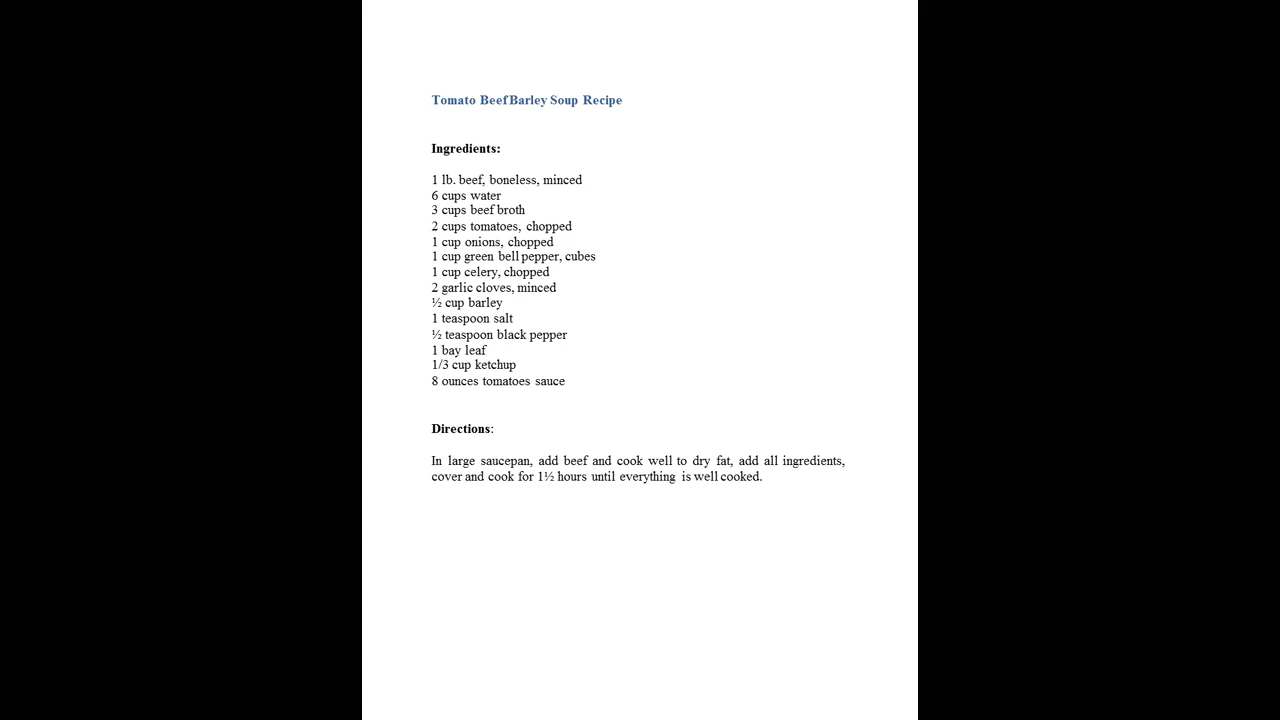 Tomato Beef Barley Soup Recipe
Ingredients:
1 lb. beef, boneless, minced
6 cups water
3 cups beef broth
2 cups tomatoes, chopped
1 cup onions, chopped
1 cup green bell pepper, cubes
1 cup celery, chopped
2 garlic cloves, minced
½ cup barley
1 teaspoon salt
½ teaspoon black pepper
1 bay leaf
1/3 cup ketchup
8 ounces tomatoes sauce
Directions:
In large saucepan, add beef and cook well to dry fat, add all ingredients,
cover and cook for 1½ hours until everything is well cooked.